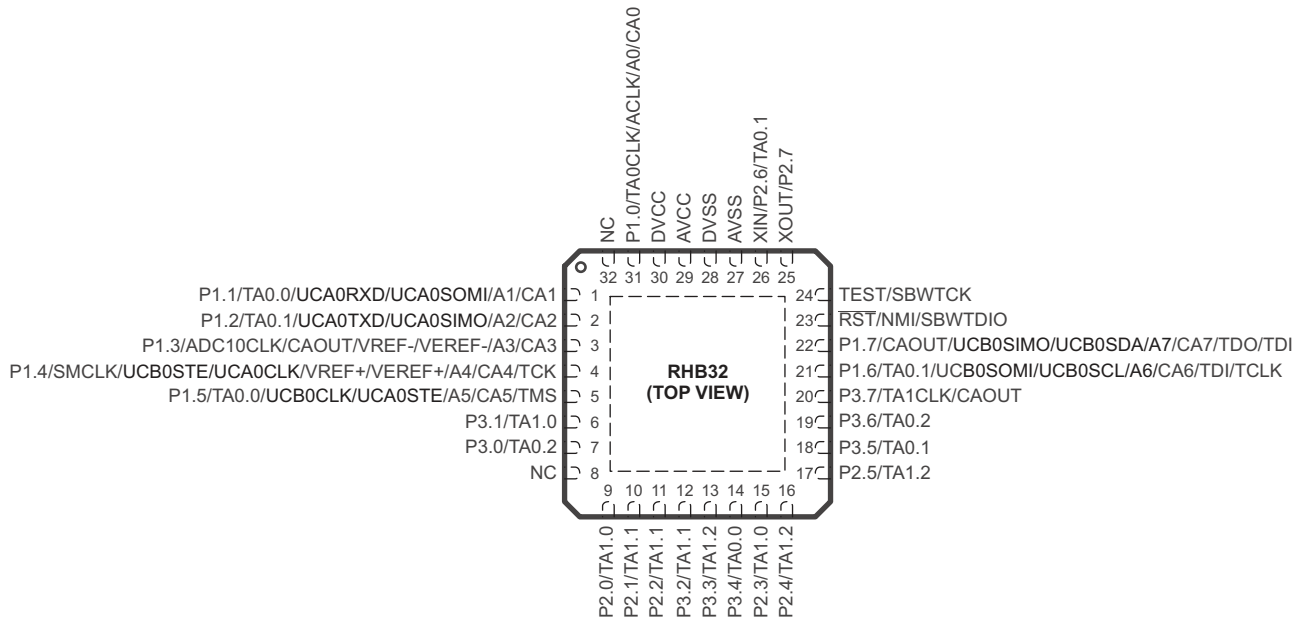 NC
P1.0/TA0CLK/ACLK/A0/CA0
DVCC
AVCC
DVSS
AVSS
XIN/P2.6/TA0.1
XOUT/P2.7
32
31
30
29
28
27
26
25
P1.1/TA0.0/UCA0RXD/UCA0SOMI/A1/CA1 1
P1.2/TA0.1/UCA0TXD/UCA0SIMO/A2/CA2 2
P1.3/ADC10CLK/CAOUT/VREF-/VEREF-/A3/CA3 3
P1.4/SMCLK/UCB0STE/UCA0CLK/VREF+/VEREF+/A4/CA4/TCK 4
P1.5/TA0.0/UCB0CLK/UCA0STE/A5/CA5/TMS 5
P3.1/TA1.0 6
P3.0/TA0.2 7
NC 8
RHB32
(TOP VIEW)
24 TEST/SBWTCK
23 RST/NMI/SBWTDIO
22 P1.7/CAOUT/UCB0SIMO/UCB0SDA/A7/CA7/TDO/TDI
21 P1.6/TA0.1/UCB0SOMI/UCB0SCL/A6/CA6/TDI/TCLK
20 P3.7/TA1CLK/CAOUT
19 P3.6/TA0.2
18 P3.5/TA0.1
17 P2.5/TA1.2
9
10
11
12
13
14
15
16
P2.0/TA1.0
P2.1/TA1.1
P2.2/TA1.1
P3.2/TA1.1
P3.3/TA1.2
P3.4/TA0.0
P2.3/TA1.0
P2.4/TA1.2